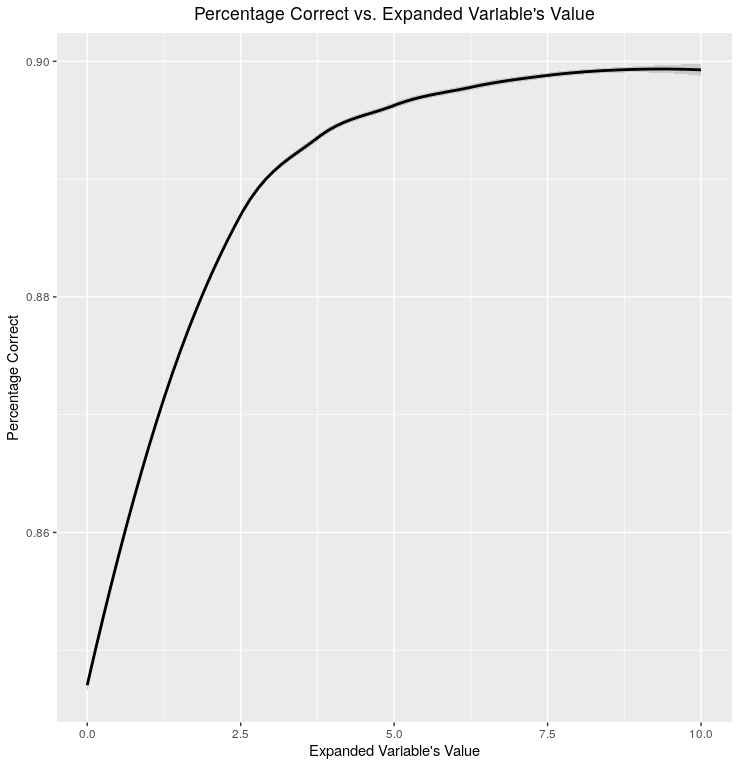 Percentage Correct vs. Expanded Variable's Value
0.90
0.88
0.86
Percentage Correct
0.0 2.5 5.0 7.5 10.0
Expanded Variable's Value